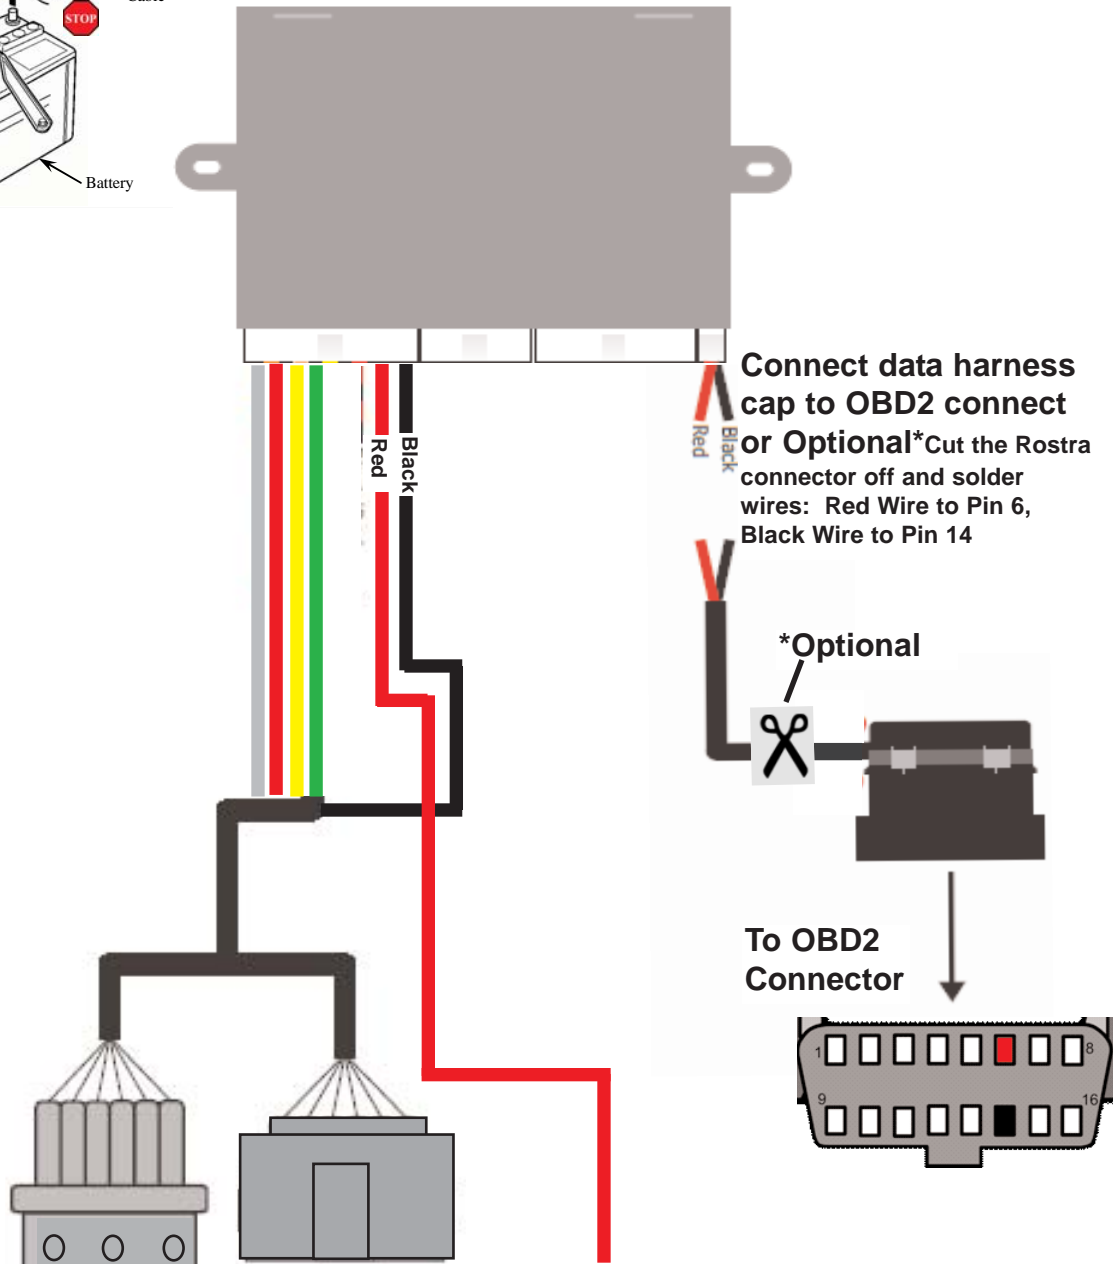 STOP
Battery
Red
Black
Red
Black
Connect data harness
cap to OBD2 connect
or Optional*Cut the Rostra
connector off and solder
wires: Red Wire to Pin 6,
Black Wire to Pin 14
*Optional
To OBD2
Connector
1
8
9
16